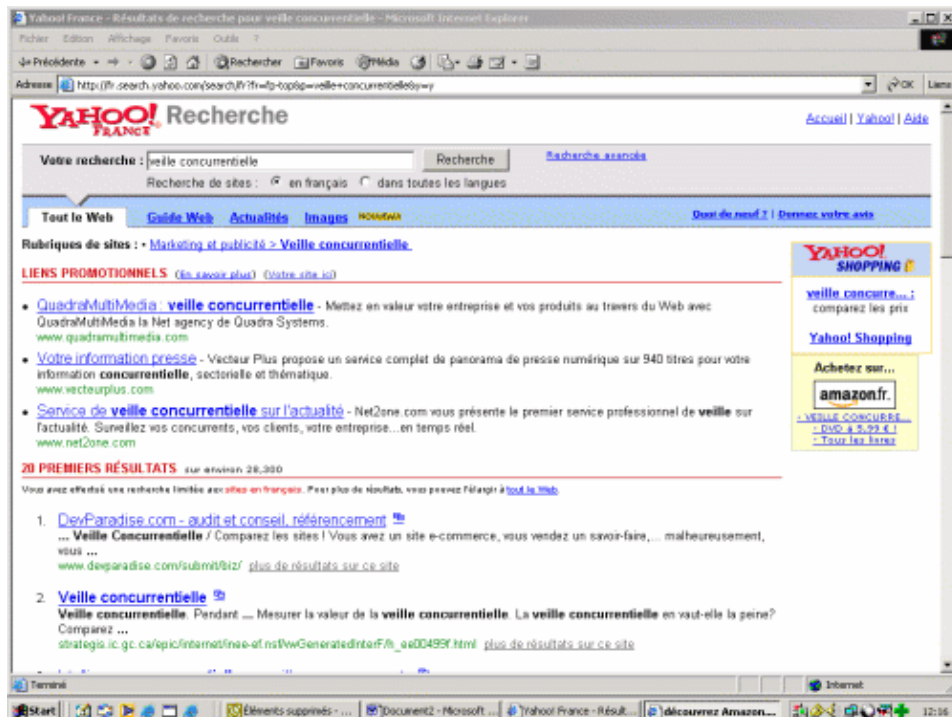 Yahoo! France - Résultats de recherche pour veille concurrentielle - Microsoft Internet Explorer
Fichier Edition Affichage Favoris Outils ?
Précédente Rechercher Favoris Média
Adresse http://fr.search.yahoo.com/search/fr?fr=fp-top&p=veille+concurrentielle&y=y OK Liens
YAHOO! FRANCE Recherche
Accueil | Yahoo! | Aide
Votre recherche : veille concurrentielle Recherche Recherche avancée
Recherche de sites : en français dans toutes les langues
Tout le Web Guide Web Actualités Images NOUVEAU Quoi de neuf ? | Donnez votre avis
Rubriques de sites : • Marketing et publicité > Veille concurrentielle
LIENS PROMOTIONNELS (En savoir plus) (Votre site ici)
• QuadraMultiMedia : veille concurrentielle - Mettez en valeur votre entreprise et vos produits au travers du Web avec
QuadraMultiMedia la Net agency de Quadra Systems.
www.quadramultimedia.com
• Votre information presse - Vecteur Plus propose un service complet de panorama de presse numérique sur 940 titres pour votre
information concurrentielle, sectorielle et thématique.
www.vecteurplus.com
• Service de veille concurrentielle sur l'actualité - Net2one.com vous présente le premier service professionnel de veille sur
l'actualité. Surveillez vos concurrents, vos clients, votre entreprise...en temps réel.
www.net2one.com
YAHOO! SHOPPING
veille concurre... :
comparez les prix
Yahoo! Shopping
Achetez sur...
amazon.fr.
- VEILLE CONCURRE...
- DVD à 5,99 € !
- Tous les livres
20 PREMIERS RÉSULTATS sur environ 28,300
Vous avez effectué une recherche limitée aux sites en français. Pour plus de résultats, vous pouvez l'élargir à tout le Web.
1. DevParadise.com - audit et conseil, référencement
... Veille Concurrentielle / Comparez les sites ! Vous avez un site e-commerce, vous vendez un savoir-faire,... malheureusement,
vous ...
www.devparadise.com/submit/biz/ plus de résultats sur ce site
2. Veille concurrentielle
Veille concurrentielle. Pendant ... Mesurer la valeur de la veille concurrentielle. La veille concurrentielle en vaut-elle la peine?
Comparez ...
strategis.ic.gc.ca/epic/internet/inee-ef.nsf/vwGeneratedInterF/h_ee00499f.html plus de résultats sur ce site
Terminé Internet
Start Éléments supprimés - ... Document2 - Microsoft ... Yahoo! France - Résult... découvrez Amazon...